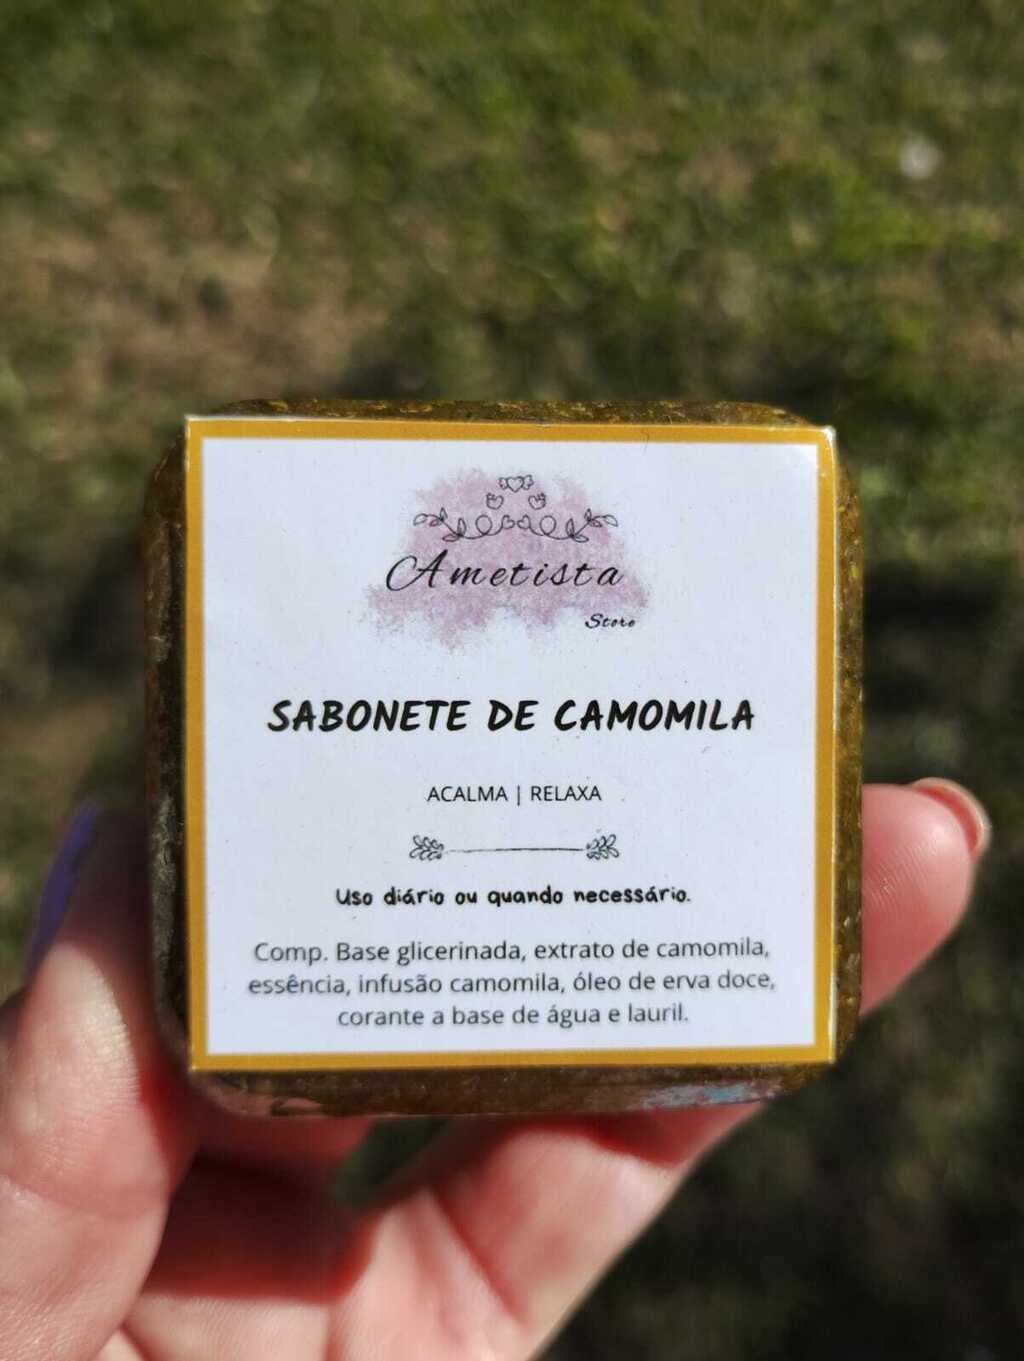 Ametista
Store
SABONETE DE CAMOMILA
ACALMA | RELAXA
Uso diário ou quando necessário.
Comp. Base glicerinada, extrato de camomila,
essência, infusão camomila, óleo de erva doce,
corante a base de água e lauril.